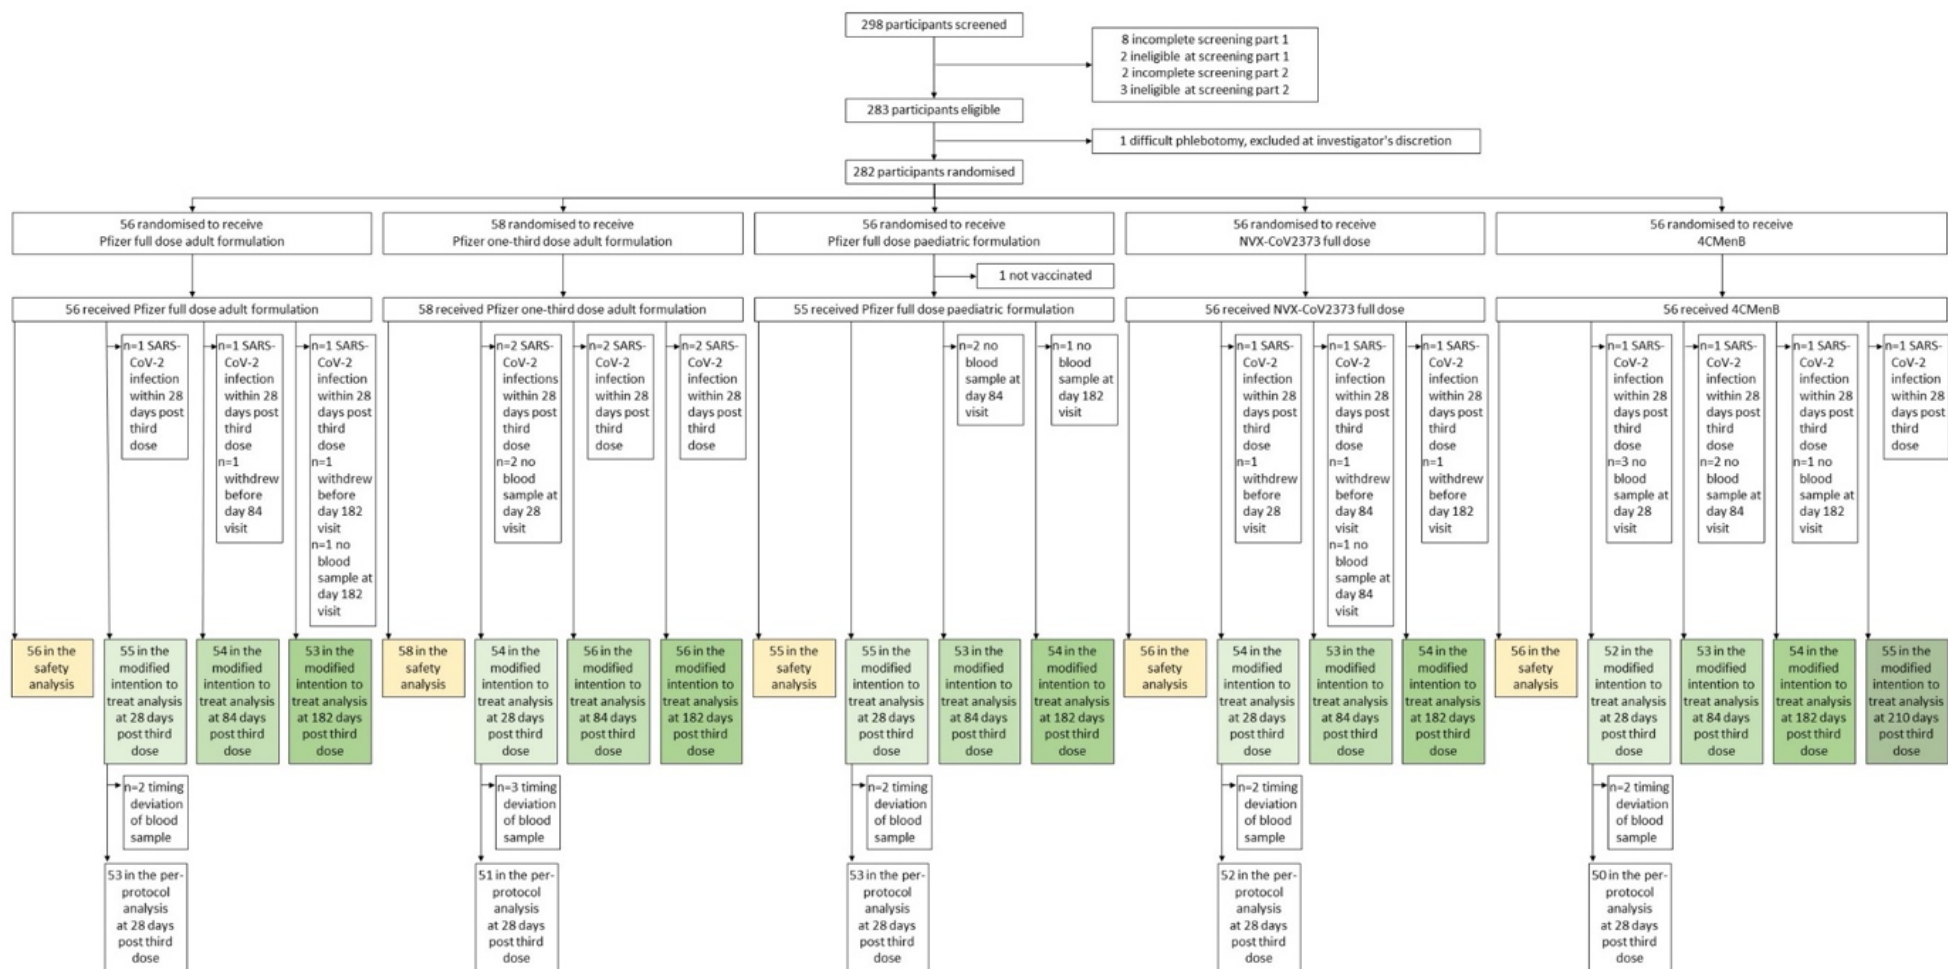 298 participants screened
8 incomplete screening part 1
2 ineligible at screening part 1
2 incomplete screening part 2
3 ineligible at screening part 2
283 participants eligible
1 difficult phlebotomy, excluded at investigator's discretion
282 participants randomised
56 randomised to receive
Pfizer full dose adult formulation
58 randomised to receive
Pfizer one-third dose adult formulation
56 randomised to receive
Pfizer full dose paediatric formulation
56 randomised to receive
NVX-CoV2373 full dose
56 randomised to receive
4CMenB
1 not vaccinated
56 received Pfizer full dose adult formulation
58 received Pfizer one-third dose adult formulation
55 received Pfizer full dose paediatric formulation
56 received NVX-CoV2373 full dose
56 received 4CMenB
n=1 SARS-
CoV-2
infection
within 28
days post
third
dose
n=1 SARS-
CoV-2
infection
within 28
days post
third
dose
n=1
withdrew
before
day 84
visit
n=1 SARS-
CoV-2
infection
within 28
days post
third
dose
n=1
withdrew
before
day 182
visit
n=1 no
blood
sample at
day 182
visit
n=2 SARS-
CoV-2
infections
within 28
days post
third
dose
n=2 no
blood
sample at
day 28
visit
n=2 SARS-
CoV-2
infection
within 28
days post
third
dose
n=2 SARS-
CoV-2
infection
within 28
days post
third
dose
n=2 no
blood
sample at
day 84
visit
n=1 no
blood
sample at
day 182
visit
n=1 SARS-
CoV-2
infection
within 28
days post
third
dose
n=1
withdrew
before
day 28
visit
n=1 SARS-
CoV-2
infection
within 28
days post
third
dose
n=1
withdrew
before
day 84
visit
n=1 no
blood
sample at
day 84
visit
n=1 SARS-
CoV-2
infection
within 28
days post
third
dose
n=1
withdrew
before
day 182
visit
n=1 SARS-
CoV-2
infection
within 28
days post
third
dose
n=3 no
blood
sample at
day 28
visit
n=1 SARS-
CoV-2
infection
within 28
days post
third
dose
n=2 no
blood
sample at
day 84
visit
n=1 SARS-
CoV-2
infection
within 28
days post
third
dose
n=1 no
blood
sample at
day 182
visit
n=1 SARS-
CoV-2
infection
within 28
days post
third
dose
56 in the
safety
analysis
55 in the
modified
intention to
treat analysis
at 28 days
post third
dose
54 in the
modified
intention to
treat analysis
at 84 days
post third
dose
53 in the
modified
intention to
treat analysis
at 182 days
post third
dose
58 in the
safety
analysis
54 in the
modified
intention to
treat analysis
at 28 days
post third
dose
56 in the
modified
intention to
treat analysis
at 84 days
post third
dose
56 in the
modified
intention to
treat analysis
at 182 days
post third
dose
55 in the
safety
analysis
55 in the
modified
intention to
treat analysis
at 28 days
post third
dose
53 in the
modified
intention to
treat analysis
at 84 days
post third
dose
54 in the
modified
intention to
treat analysis
at 182 days
post third
dose
56 in the
safety
analysis
54 in the
modified
intention to
treat analysis
at 28 days
post third
dose
53 in the
modified
intention to
treat analysis
at 84 days
post third
dose
54 in the
modified
intention to
treat analysis
at 182 days
post third
dose
56 in the
safety
analysis
52 in the
modified
intention to
treat analysis
at 28 days
post third
dose
53 in the
modified
intention to
treat analysis
at 84 days
post third
dose
54 in the
modified
intention to
treat analysis
at 182 days
post third
dose
55 in the
modified
intention to
treat analysis
at 210 days
post third
dose
n=2 timing
deviation
of blood
sample
n=3 timing
deviation
of blood
sample
n=2 timing
deviation
of blood
sample
n=2 timing
deviation
of blood
sample
n=2 timing
deviation
of blood
sample
53 in the per-
protocol
analysis
at 28 days
post third
dose
51 in the per-
protocol
analysis
at 28 days
post third
dose
53 in the per-
protocol
analysis
at 28 days
post third
dose
52 in the per-
protocol
analysis
at 28 days
post third
dose
50 in the per-
protocol
analysis
at 28 days
post third
dose